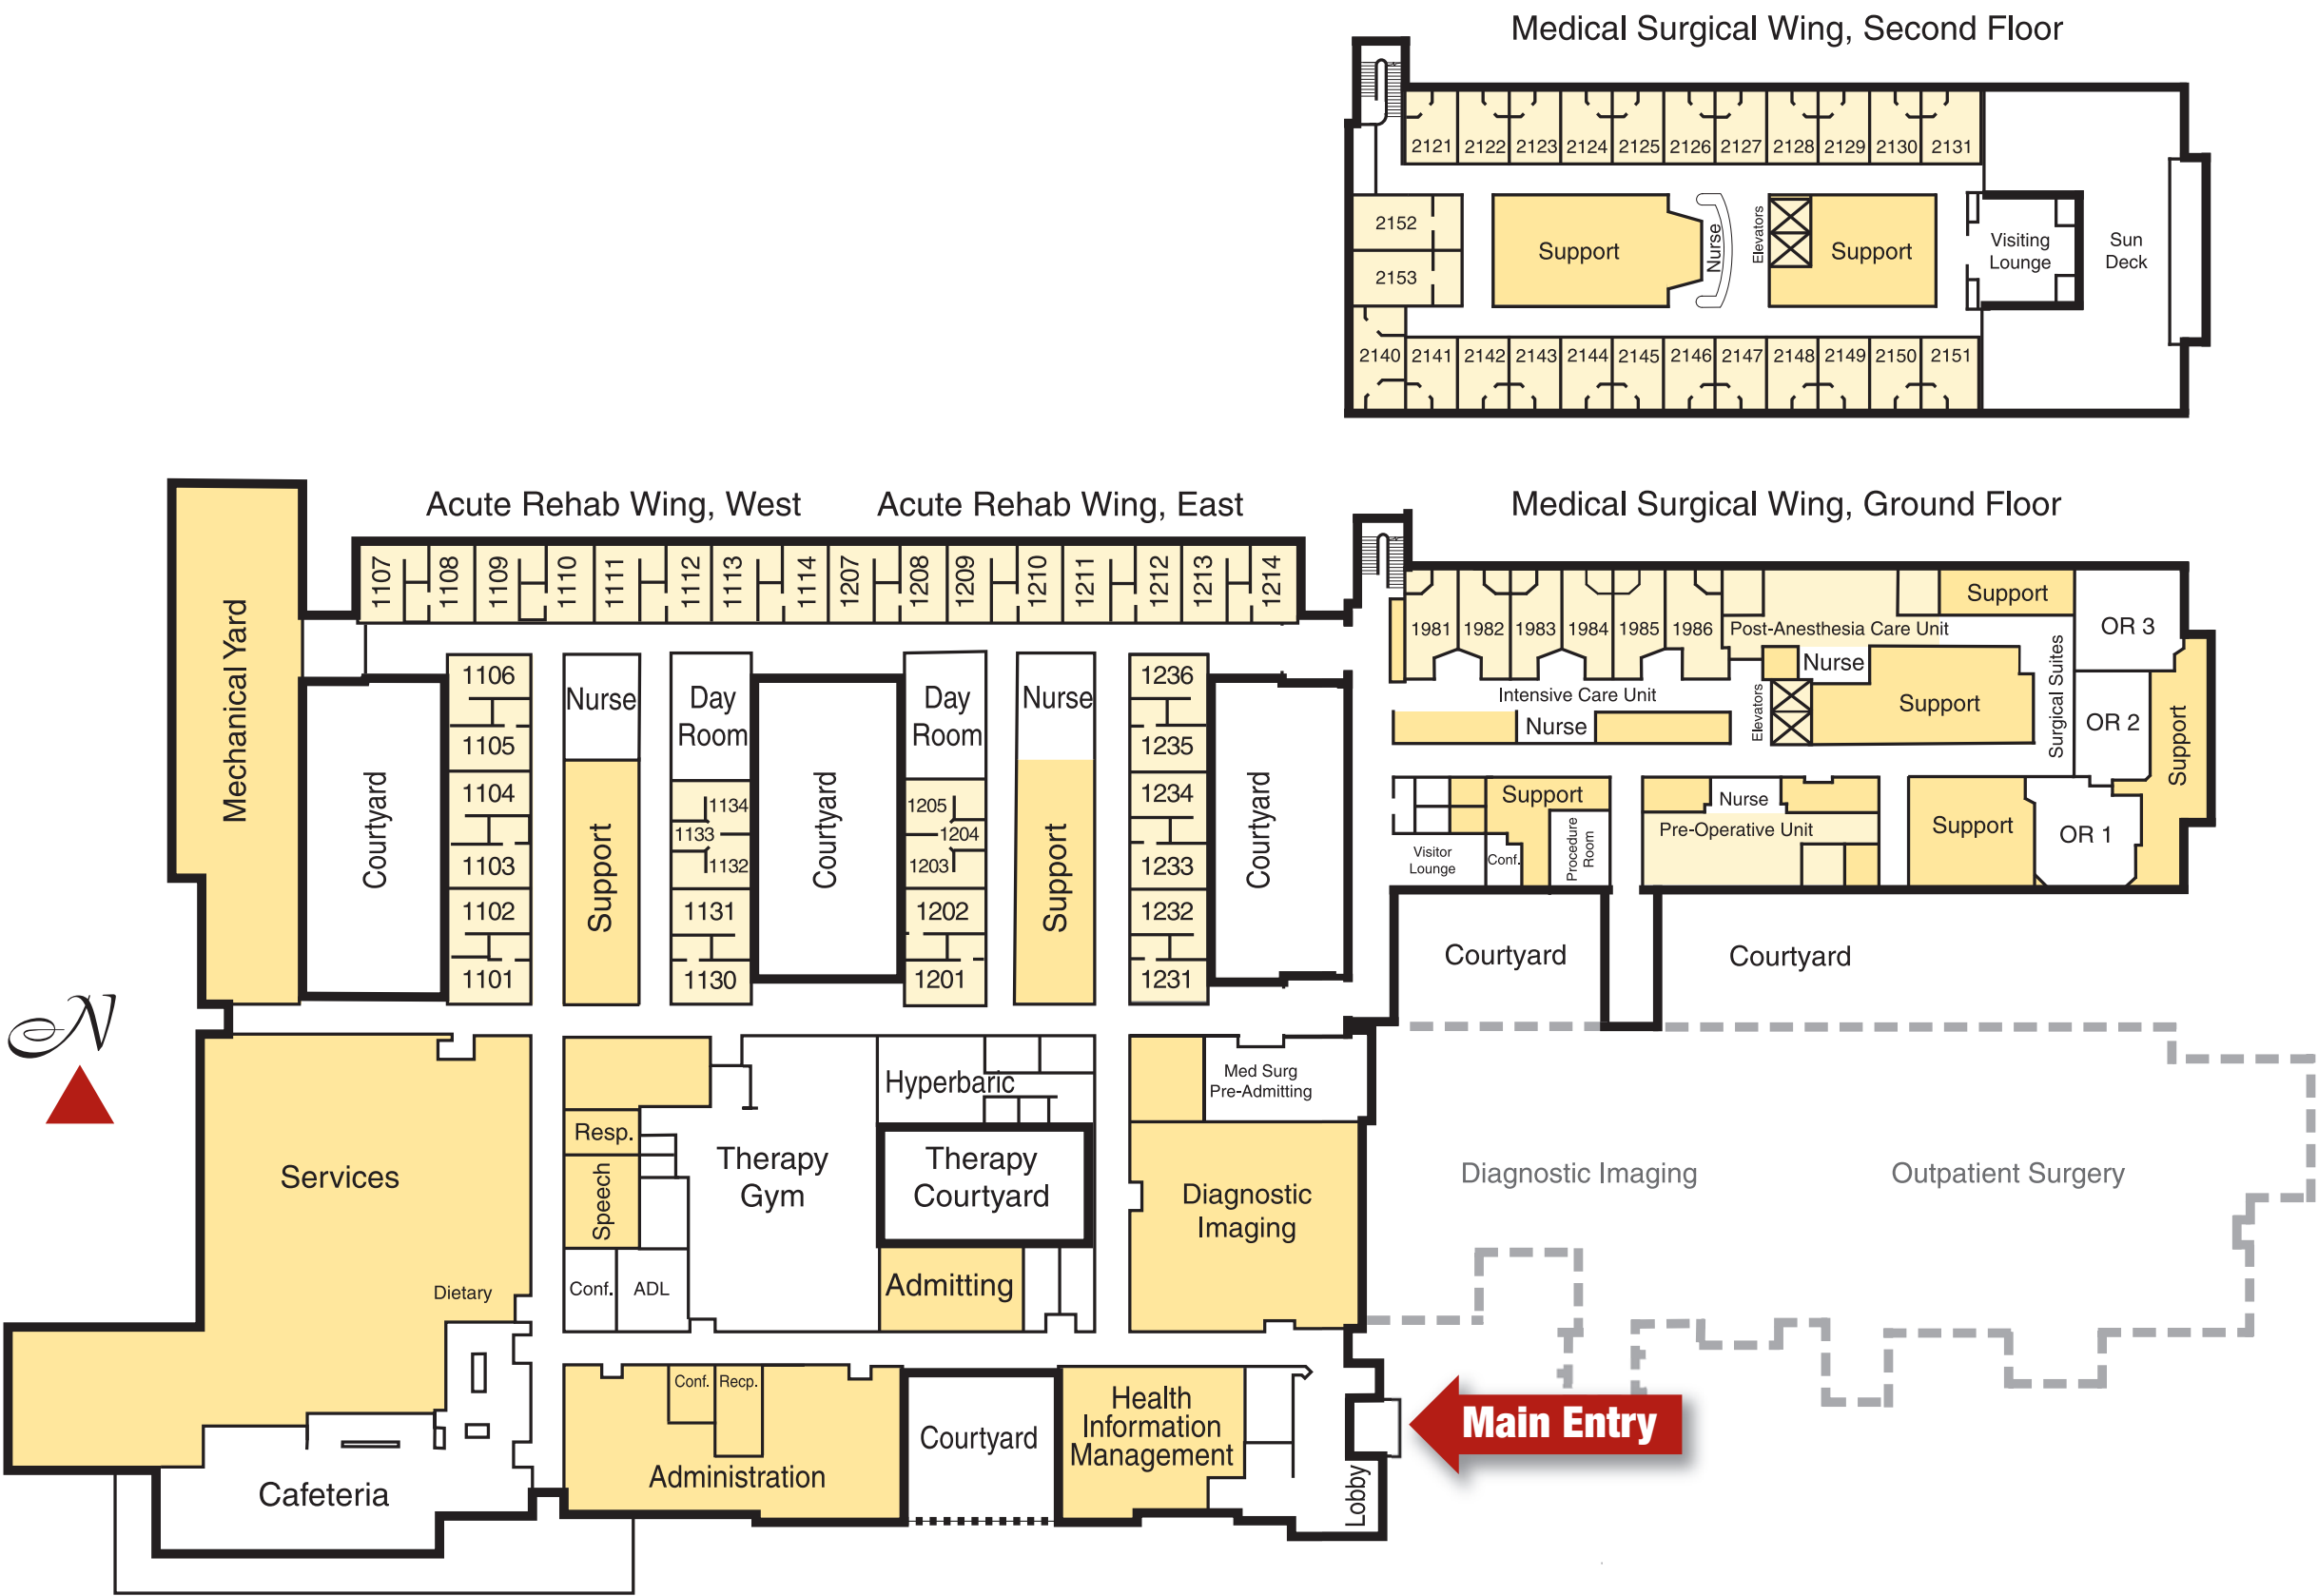 Medical Surgical Wing, Second Floor
2121 2122 2123 2124 2125 2126 2127 2128 2129 2130 2131
2152
2153
Support
Nurse
Elevators
Support
Visiting
Lounge
Sun
Deck
2140 2141 2142 2143 2144 2145 2146 2147 2148 2149 2150 2151
Acute Rehab Wing, West
Acute Rehab Wing, East
Medical Surgical Wing, Ground Floor
Mechanical Yard
1107 1108 1109 1110 1111 1112 1113 1114 1207 1208 1209 1210 1211 1212 1213 1214
Courtyard
1106
1105
1104
1103
1102
1101
Nurse
Support
Day
Room
1134
1133
1132
1131
1130
Courtyard
Day
Room
1205
1204
1203
1202
1201
Nurse
Support
1236
1235
1234
1233
1232
1231
Courtyard
1981 1982 1983 1984 1985 1986
Post-Anesthesia Care Unit
Support
OR 3
Nurse
Intensive Care Unit
Nurse
Elevators
Support
Surgical Suites
OR 2
Support
Support
Visitor
Lounge
Conf.
Procedure
Room
Nurse
Pre-Operative Unit
Support
OR 1
Courtyard
Courtyard
N
Services
Dietary
Cafeteria
Resp.
Speech
Conf.
ADL
Therapy
Gym
Hyperbaric
Therapy
Courtyard
Admitting
Med Surg
Pre-Admitting
Diagnostic
Imaging
Diagnostic Imaging
Outpatient Surgery
Conf.
Recp.
Administration
Courtyard
Health
Information
Management
Lobby
Main Entry